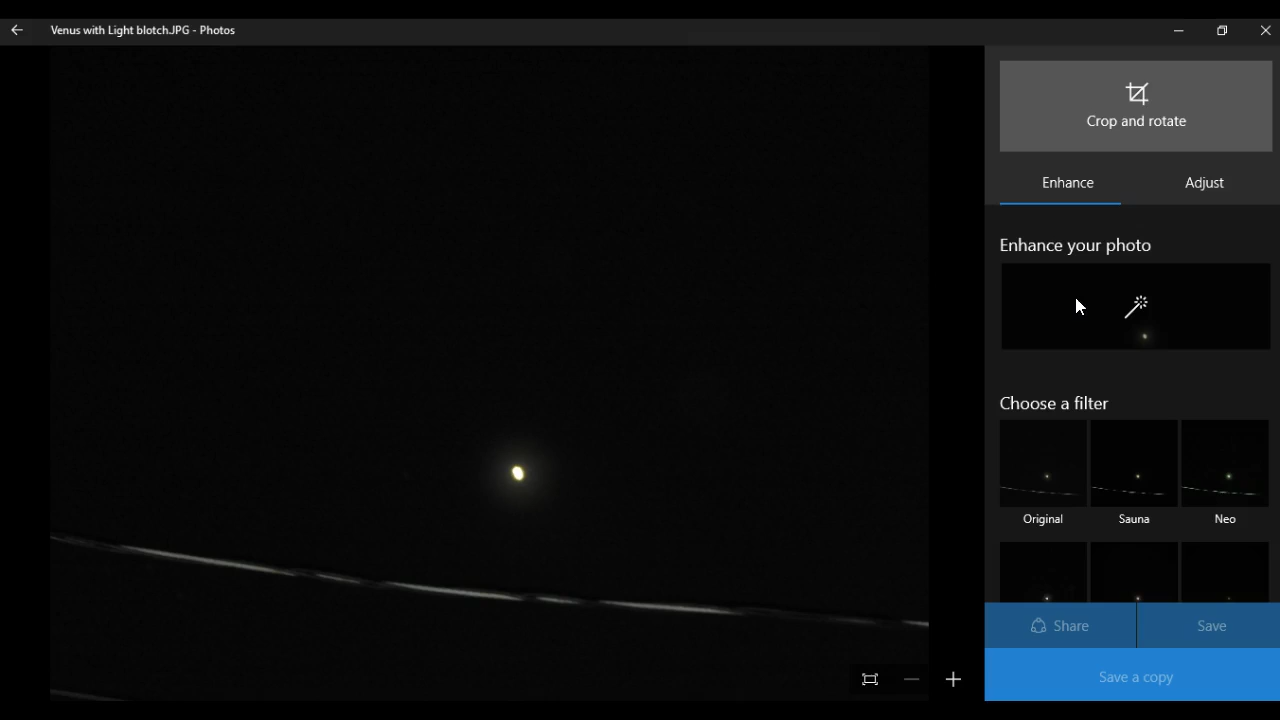 Venus with Light blotch.JPG - Photos
Crop and rotate
Enhance
Adjust
Enhance your photo
Choose a filter
Original
Sauna
Neo
Share
Save
Save a copy